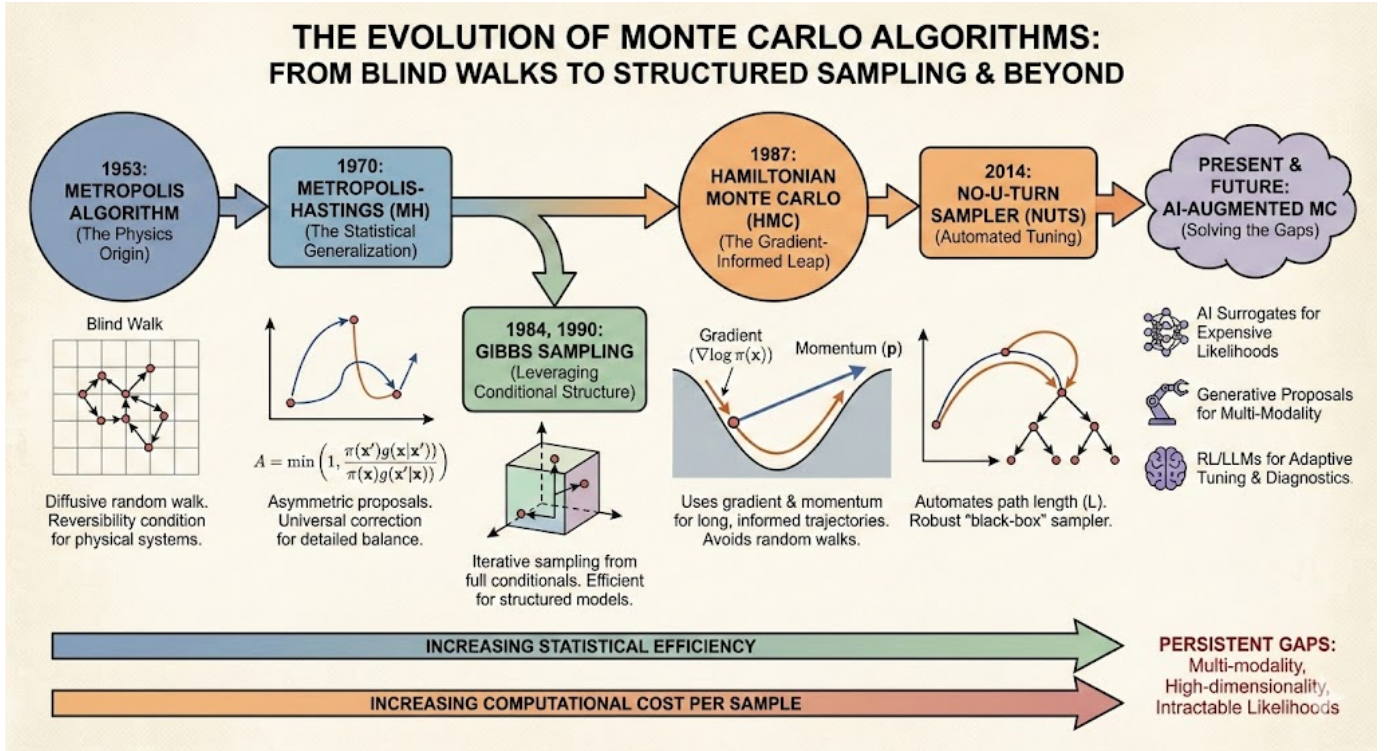 THE EVOLUTION OF MONTE CARLO ALGORITHMS:
FROM BLIND WALKS TO STRUCTURED SAMPLING & BEYOND
1953:
METROPOLIS
ALGORITHM
(The Physics
Origin)
1970:
METROPOLIS-
HASTINGS (MH)
(The Statistical
Generalization)
1987:
HAMILTONIAN
MONTE CARLO
(HMC)
(The Gradient-
Informed Leap)
2014:
NO-U-TURN
SAMPLER (NUTS)
(Automated Tuning)
PRESENT &
FUTURE:
AI-AUGMENTED MC
(Solving the Gaps)
1984, 1990:
GIBBS SAMPLING
(Leveraging
Conditional Structure)
Blind Walk
Diffusive random walk.
Reversibility condition
for physical systems.
A = min(1, π(x′)g(x|x′))/π(x)g(x′|x))
Asymmetric proposals.
Universal correction
for detailed balance.
Iterative sampling from
full conditionals. Efficient
for structured models.
Gradient
(∇log π(x))
Momentum (p)
Uses gradient & momentum
for long, informed trajectories.
Avoids random walks.
Automates path length (L).
Robust "black-box" sampler.
AI Surrogates for
Expensive
Likelihoods
Generative Proposals
for Multi-Modality
RL/LLMs for Adaptive
Tuning & Diagnostics.
INCREASING STATISTICAL EFFICIENCY
INCREASING COMPUTATIONAL COST PER SAMPLE
PERSISTENT GAPS:
Multi-modality,
High-dimensionality,
Intractable Likelihoods